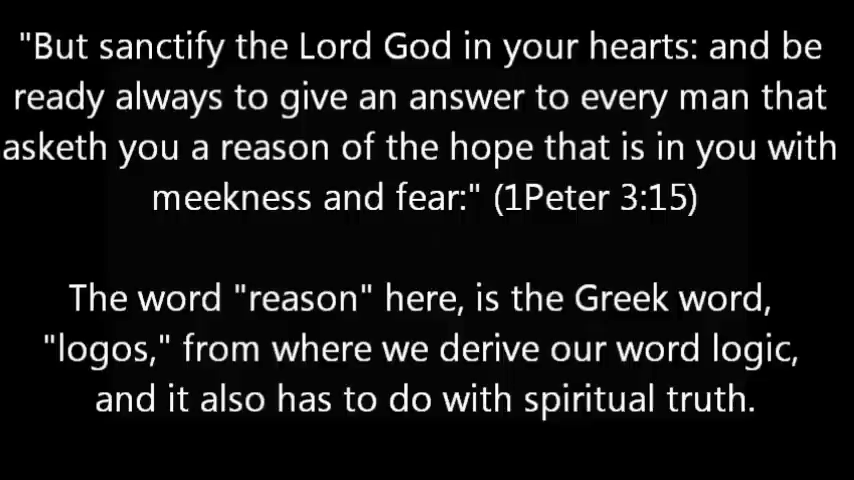 "But sanctify the Lord God in your hearts: and be
ready always to give an answer to every man that
asketh you a reason of the hope that is in you with
meekness and fear:" (1Peter 3:15)
The word "reason" here, is the Greek word,
"logos," from where we derive our word logic,
and it also has to do with spiritual truth.